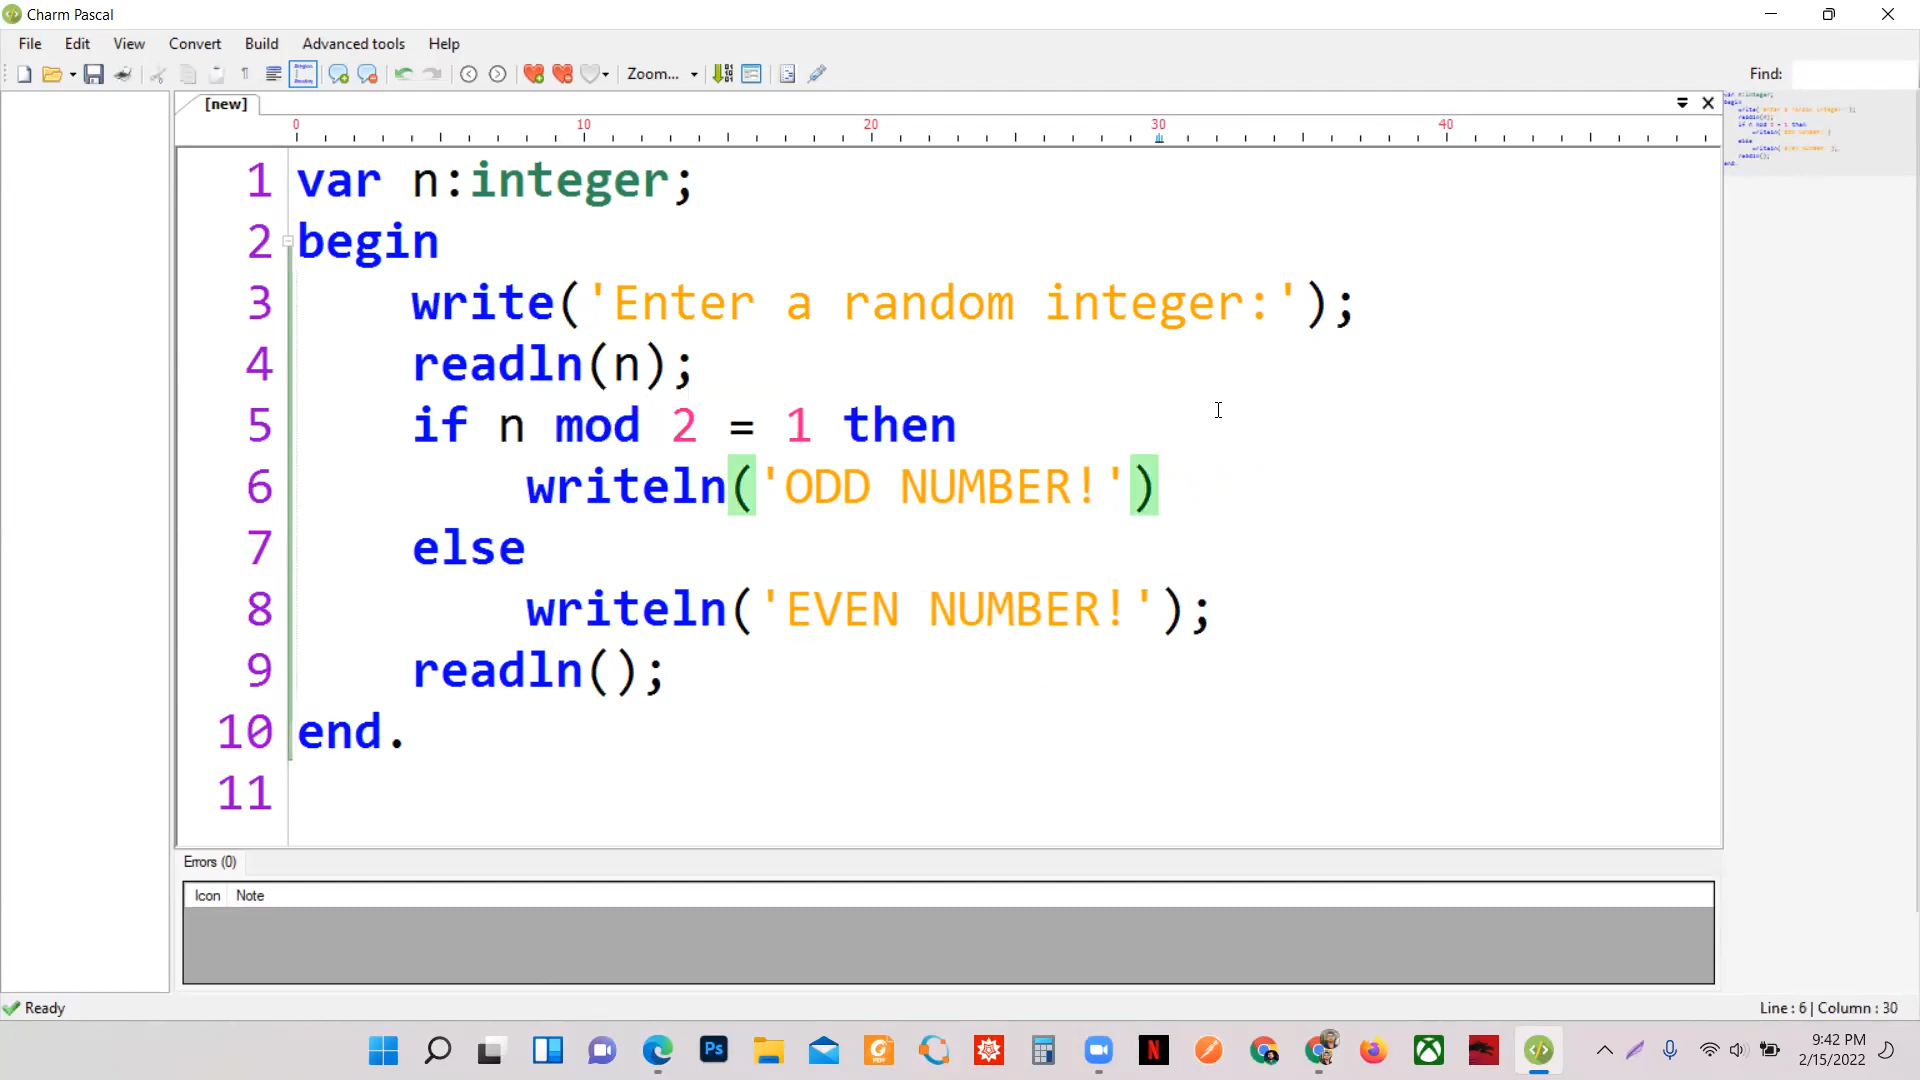 Charm Pascal
File Edit View Convert Build Advanced tools Help
Zoom... Find:
[new]
0 10 20 30 40
1 var n:integer;
2 begin
3 write('Enter a random integer:');
4 readln(n);
5 if n mod 2 = 1 then
6 writeln('ODD NUMBER!')
7 else
8 writeln('EVEN NUMBER!');
9 readln();
10 end.
11
Errors (0)
Icon Note
Ready Line : 6 | Column : 30
Ps N
9:42 PM
2/15/2022